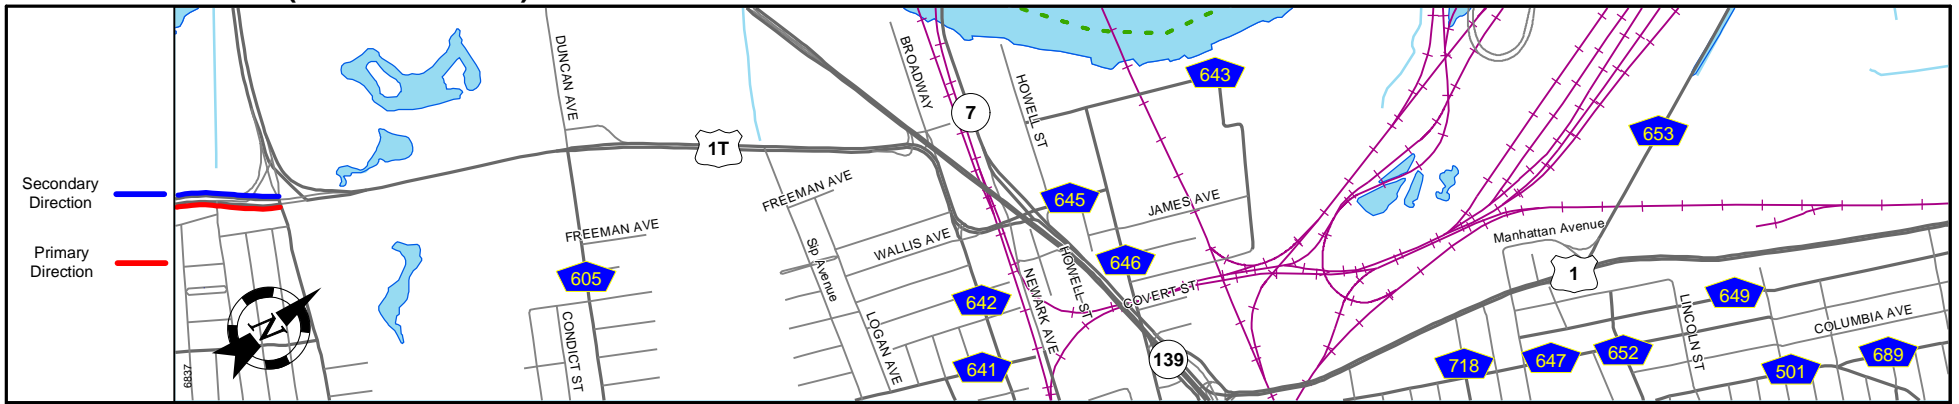 Secondary
Direction
Primary
Direction
6837
N
DUNCAN AVE
1T
BROADWAY
7
HOWELL ST
643
653
FREEMAN AVE
645
JAMES AVE
FREEMAN AVE
WALLIS AVE
Manhattan Avenue
605
Sip Avenue
642
NEWARK AVE
HOWELL ST
646
COVERT ST
1
649
CONDICT ST
LOGAN AVE
641
139
718
647
652
LINCOLN ST
COLUMBIA AVE
501
689